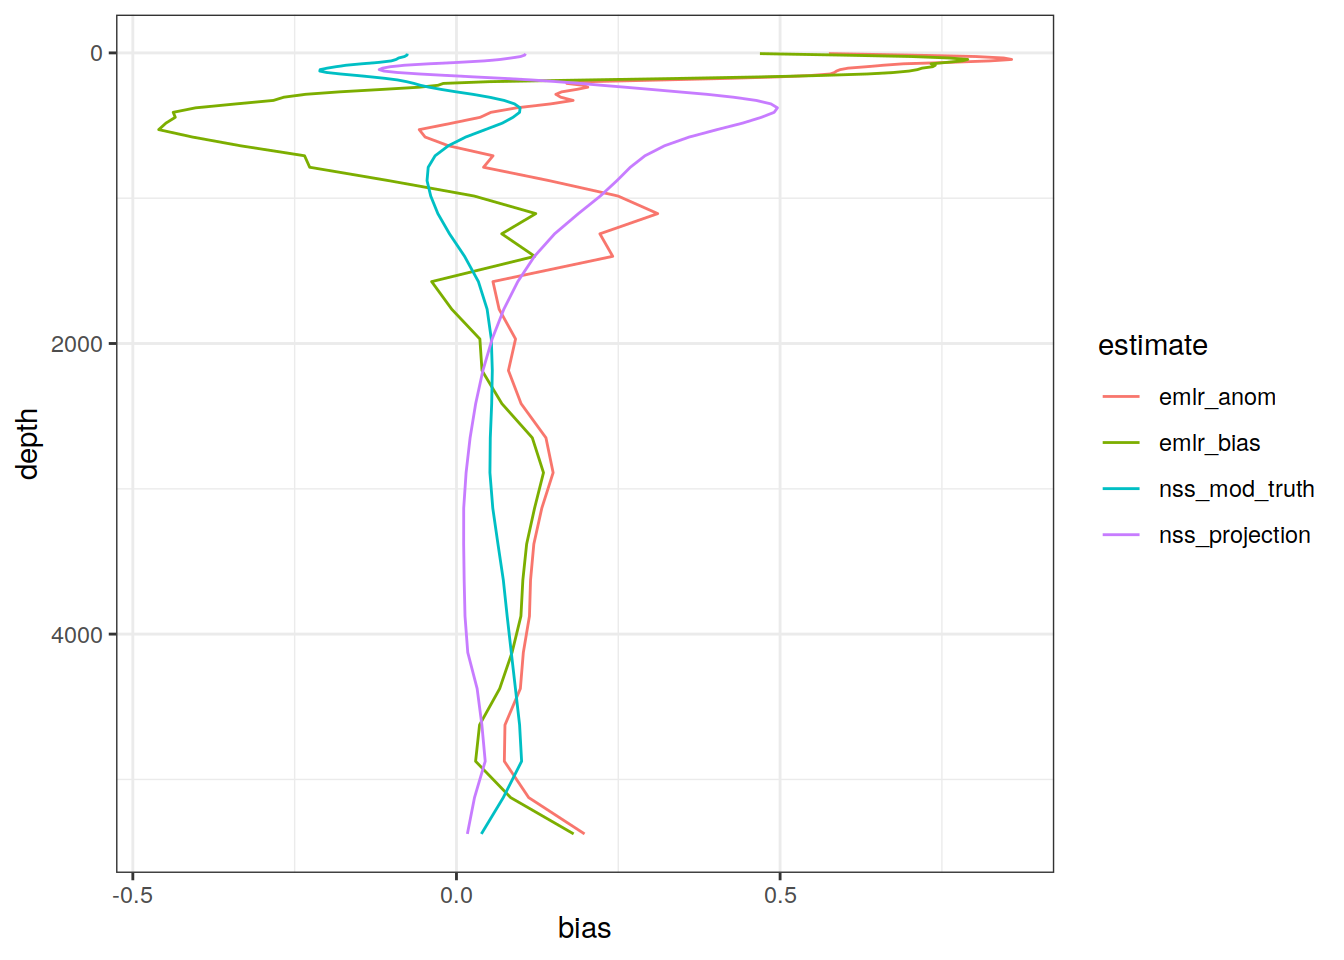 0
2000
4000
depth
-0.5
0.0
0.5
bias
estimate
emlr_anom
emlr_bias
nss_mod_truth
nss_projection